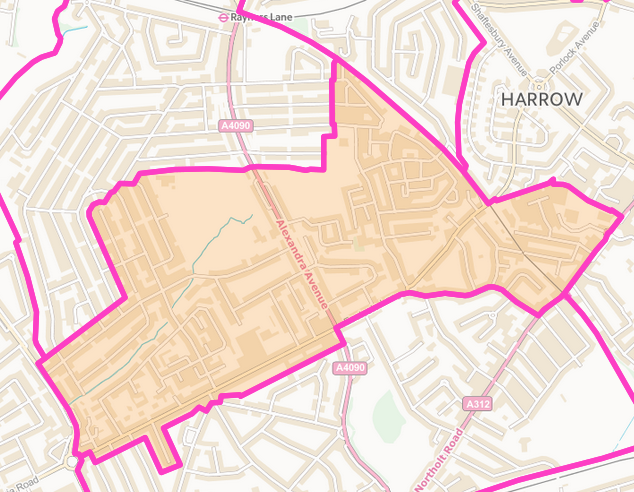 Rayners Lane
Shaftesbury Avenue
Porlock Avenue
HARROW
A4090
Alexandra Avenue
A4090
A312
Northolt Road
Road